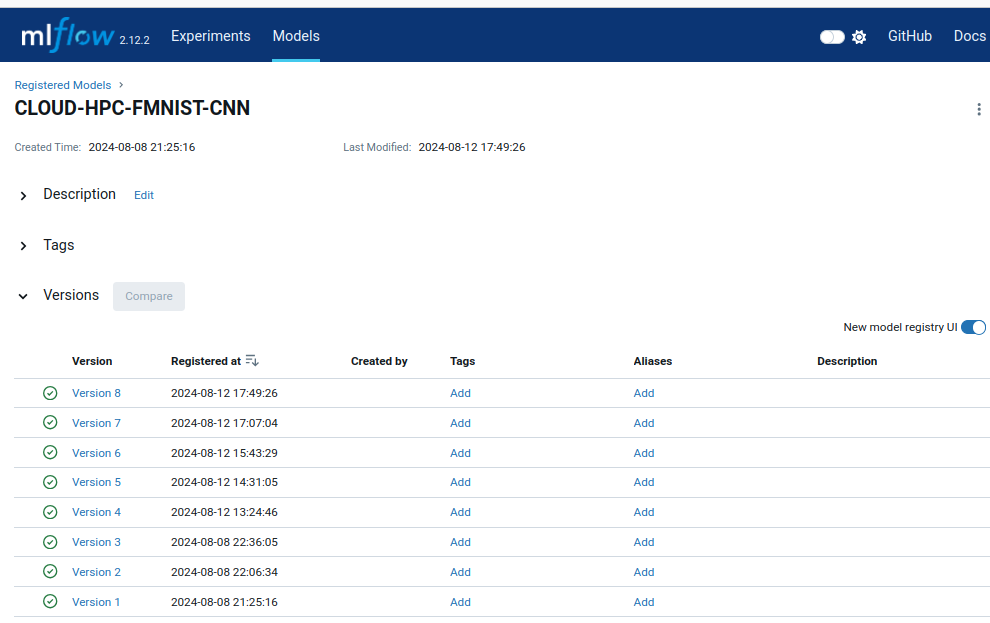 mlflow 2.12.2 Experiments Models GitHub Docs
Registered Models
CLOUD-HPC-FMNIST-CNN
Created Time: 2024-08-08 21:25:16 Last Modified: 2024-08-12 17:49:26
Description Edit
Tags
Versions Compare
New model registry UI
Version Registered at Created by Tags Aliases Description
Version 8 2024-08-12 17:49:26 Add Add
Version 7 2024-08-12 17:07:04 Add Add
Version 6 2024-08-12 15:43:29 Add Add
Version 5 2024-08-12 14:31:05 Add Add
Version 4 2024-08-12 13:24:46 Add Add
Version 3 2024-08-08 22:36:05 Add Add
Version 2 2024-08-08 22:06:34 Add Add
Version 1 2024-08-08 21:25:16 Add Add